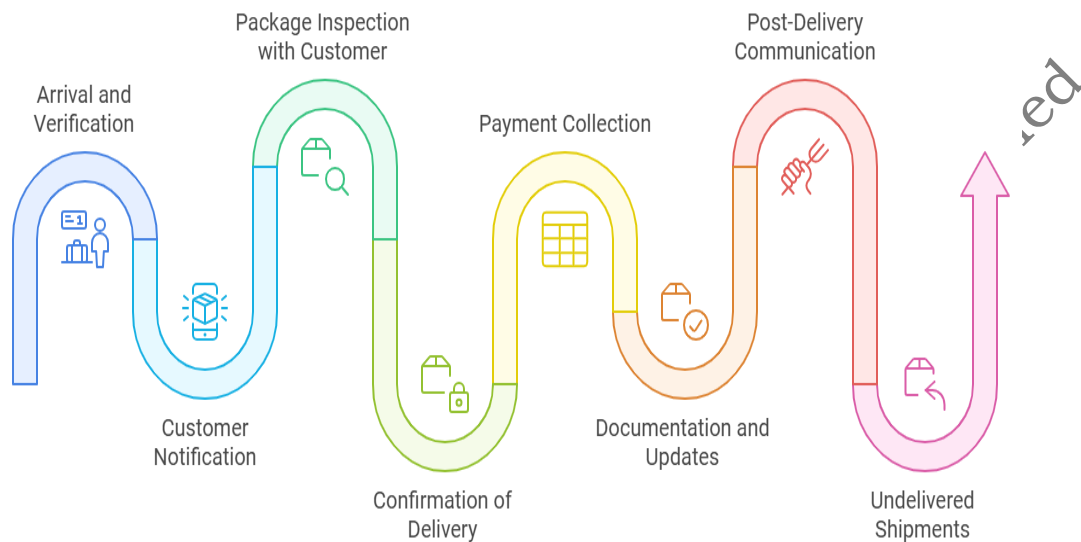 Package Inspection
with Customer
Post-Delivery
Communication
Arrival and
Verification
Payment Collection
1
Customer
Notification
Documentation and
Updates
Confirmation of
Delivery
Undelivered
Shipments